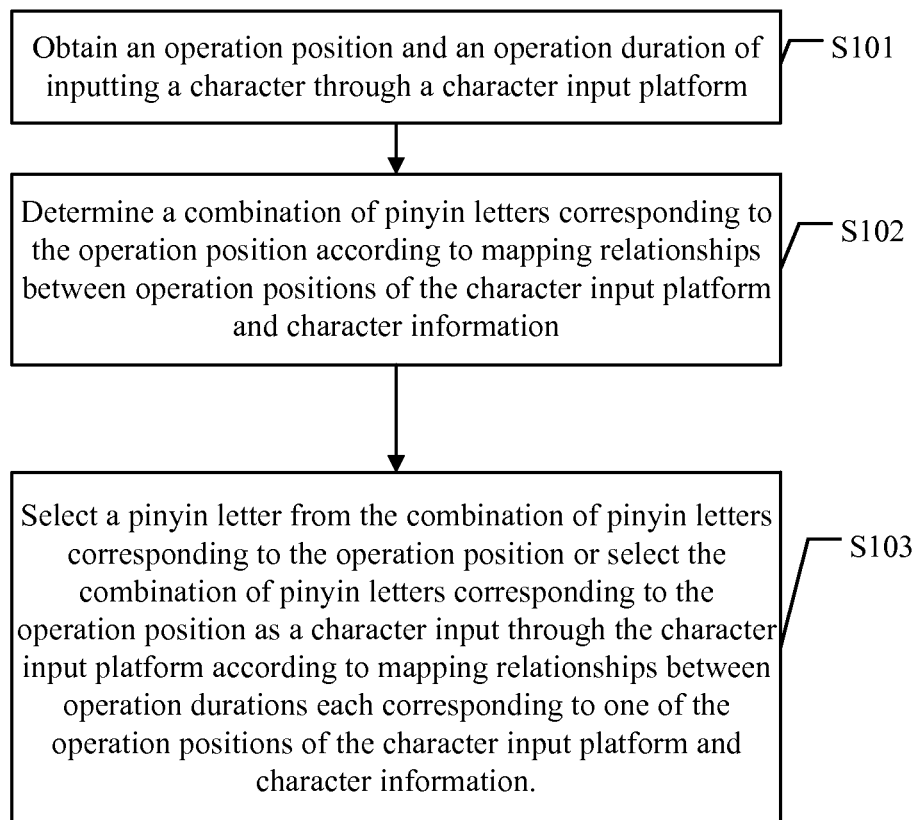 Obtain an operation position and an operation duration of
inputting a character through a character input platform
S101
Determine a combination of pinyin letters corresponding to
the operation position according to mapping relationships
between operation positions of the character input platform
and character information
S102
Select a pinyin letter from the combination of pinyin letters
corresponding to the operation position or select the
combination of pinyin letters corresponding to the
operation position as a character input through the character
input platform according to mapping relationships between
operation durations each corresponding to one of the
operation positions of the character input platform and
character information.
S103